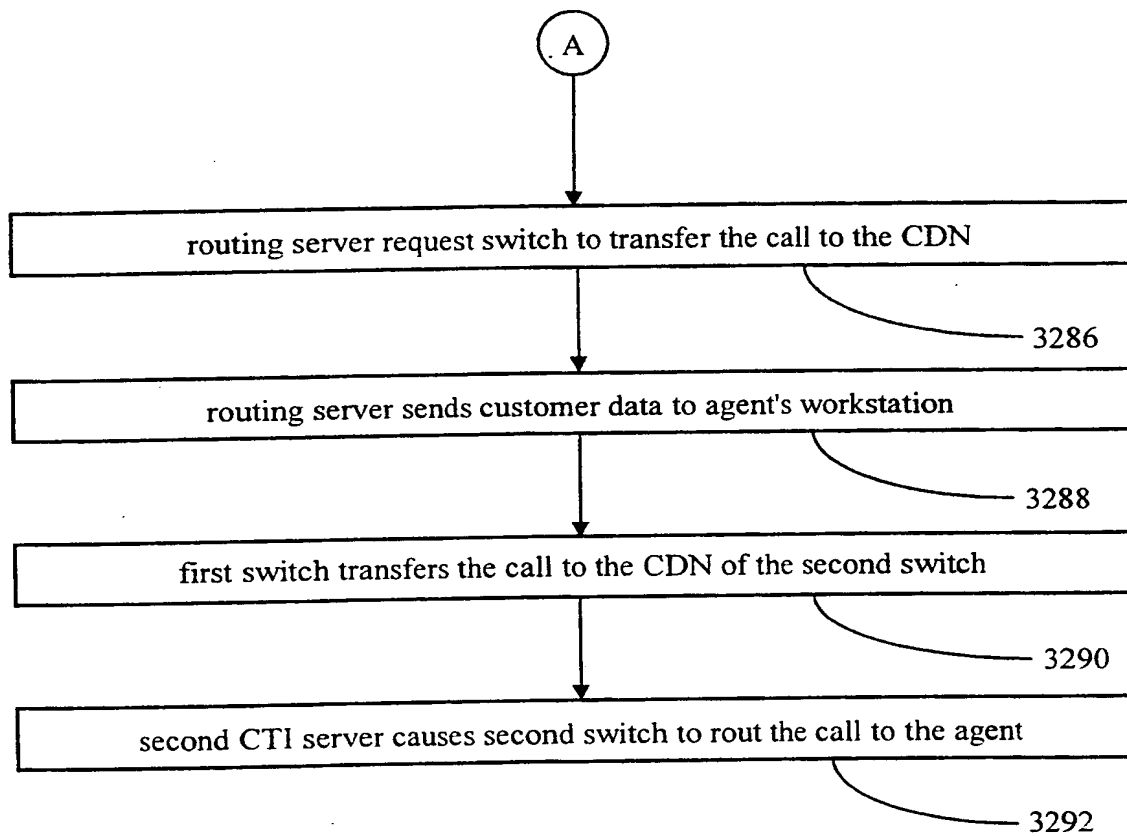 A
routing server request switch to transfer the call to the CDN
3286
routing server sends customer data to agent's workstation
3288
first switch transfers the call to the CDN of the second switch
3290
second CTI server causes second switch to rout the call to the agent
3292